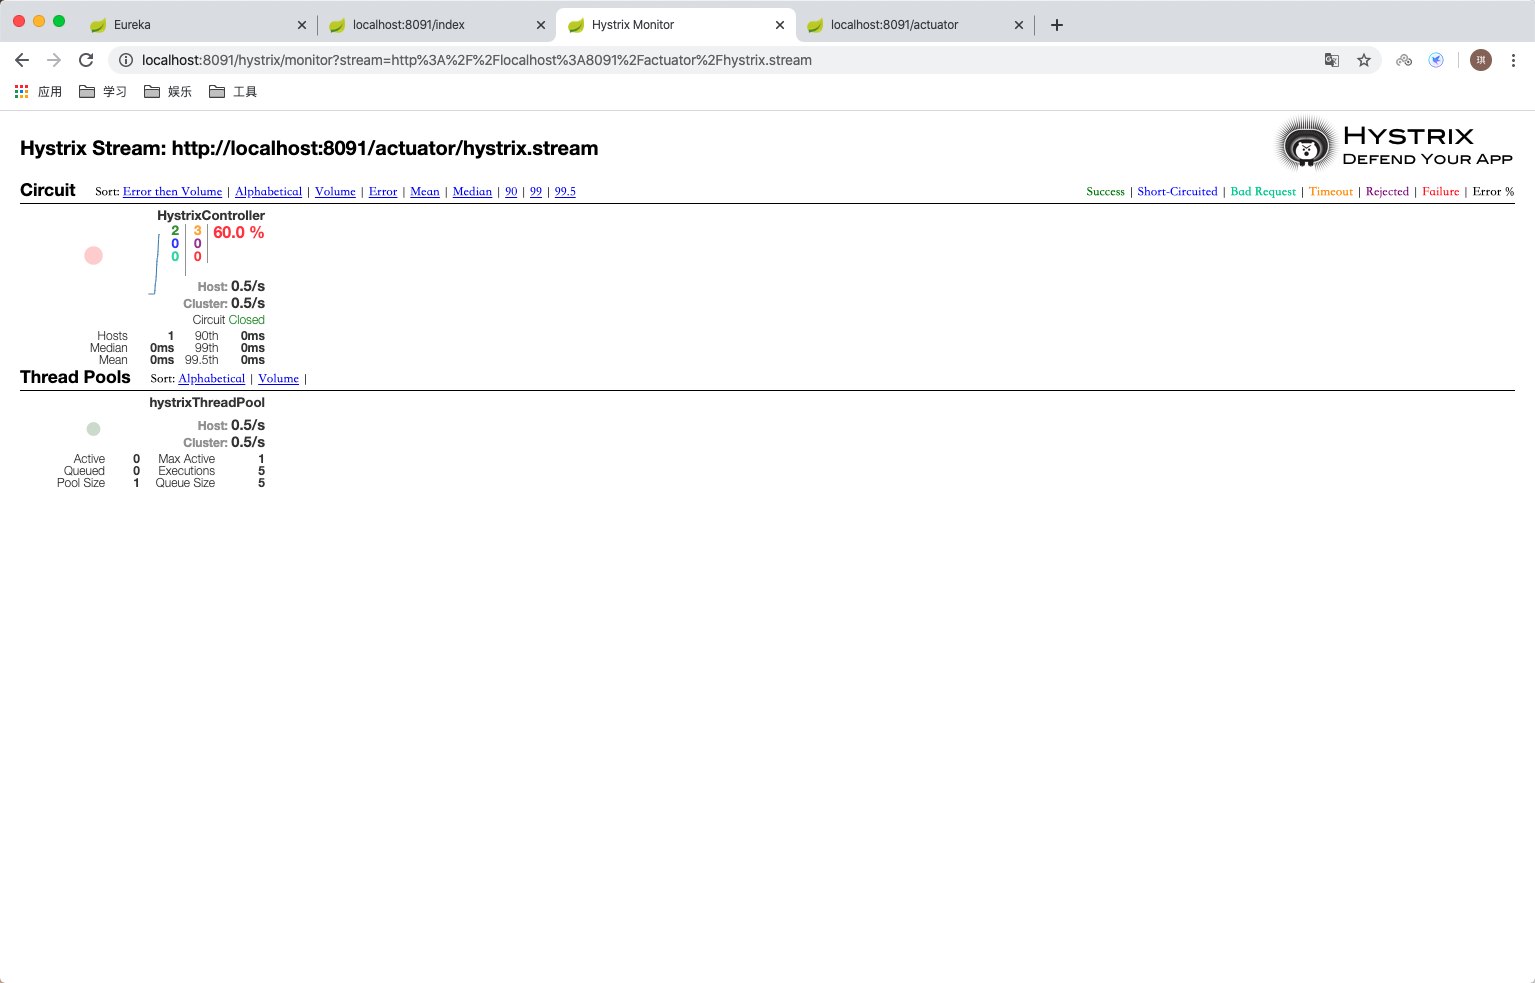 Eureka
localhost:8091/index
Hystrix Monitor
localhost:8091/actuator
localhost:8091/hystrix/monitor?stream=http%3A%2F%2Flocalhost%3A8091%2Factuator%2Fhystrix.stream
琪
应用 学习 娱乐 工具
Hystrix Stream: http://localhost:8091/actuator/hystrix.stream
HYSTRIX
DEFEND YOUR APP
Circuit Sort: Error then Volume | Alphabetical | Volume | Error | Mean | Median | 90 | 99 | 99.5
Success | Short-Circuited | Bad Request | Timeout | Rejected | Failure | Error %
HystrixController
2 3 60.0 %
0 0
0 0
Host: 0.5/s
Cluster: 0.5/s
Circuit Closed
Hosts 1 90th 0ms
Median 0ms 99th 0ms
Mean 0ms 99.5th 0ms
Thread Pools Sort: Alphabetical | Volume |
hystrixThreadPool
Host: 0.5/s
Cluster: 0.5/s
Active 0 Max Active 1
Queued 0 Executions 5
Pool Size 1 Queue Size 5